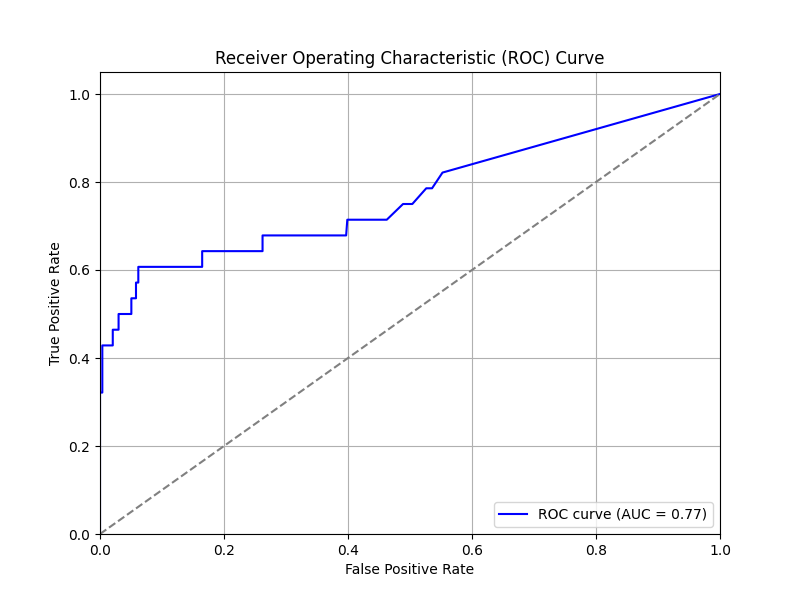 Receiver Operating Characteristic (ROC) Curve
1.0
0.8
0.6
0.4
0.2
0.0
True Positive Rate
ROC curve (AUC = 0.77)
0.0 0.2 0.4 0.6 0.8 1.0
False Positive Rate